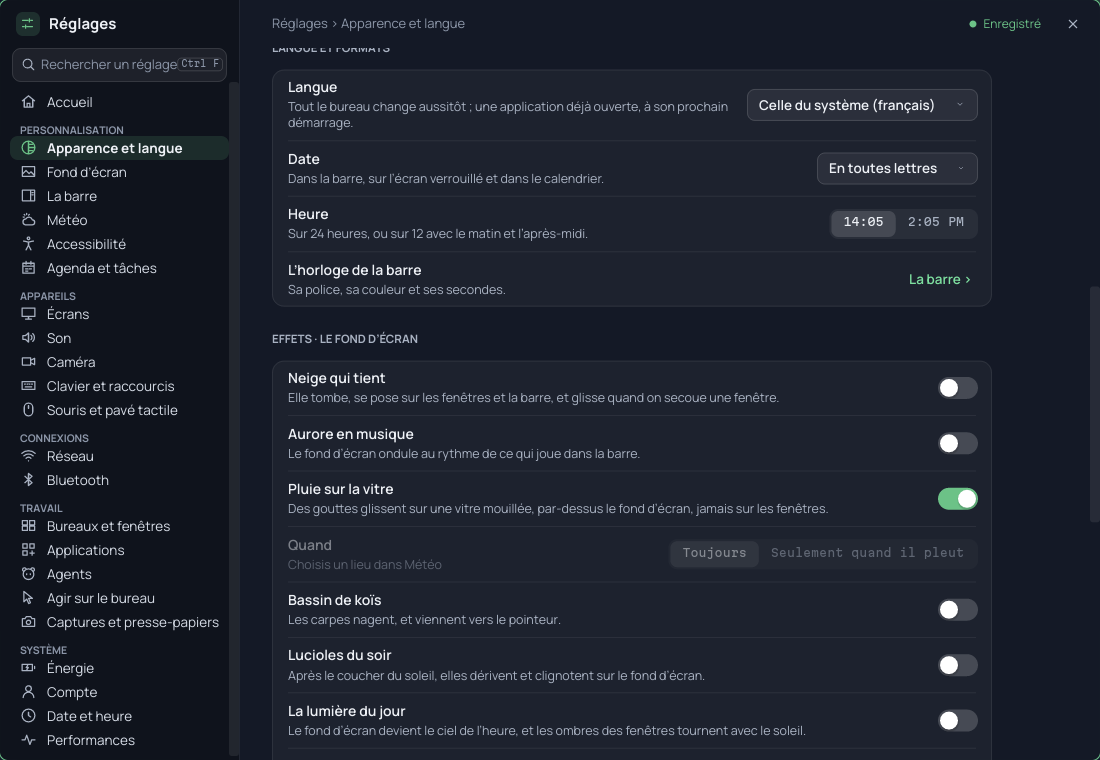 Réglages
Rechercher un réglage
Ctrl F
Accueil
PERSONNALISATION
Apparence et langue
Fond d'écran
La barre
Météo
Accessibilité
Agenda et tâches
APPAREILS
Écrans
Son
Caméra
Clavier et raccourcis
Souris et pavé tactile
CONNEXIONS
Réseau
Bluetooth
TRAVAIL
Bureaux et fenêtres
Applications
Agents
Agir sur le bureau
Captures et presse-papiers
SYSTÈME
Énergie
Compte
Date et heure
Performances
Réglages › Apparence et langue
Enregistré
LANGUE ET FORMATS
Langue
Tout le bureau change aussitôt ; une application déjà ouverte, à son prochain
démarrage.
Celle du système (français)
Date
Dans la barre, sur l'écran verrouillé et dans le calendrier.
En toutes lettres
Heure
Sur 24 heures, ou sur 12 avec le matin et l'après-midi.
14:05
2:05 PM
L'horloge de la barre
Sa police, sa couleur et ses secondes.
La barre ›
EFFETS · LE FOND D'ÉCRAN
Neige qui tient
Elle tombe, se pose sur les fenêtres et la barre, et glisse quand on secoue une fenêtre.
Aurore en musique
Le fond d'écran ondule au rythme de ce qui joue dans la barre.
Pluie sur la vitre
Des gouttes glissent sur une vitre mouillée, par-dessus le fond d'écran, jamais sur les fenêtres.
Quand
Choisis un lieu dans Météo
Toujours
Seulement quand il pleut
Bassin de koïs
Les carpes nagent, et viennent vers le pointeur.
Lucioles du soir
Après le coucher du soleil, elles dérivent et clignotent sur le fond d'écran.
La lumière du jour
Le fond d'écran devient le ciel de l'heure, et les ombres des fenêtres tournent avec le soleil.